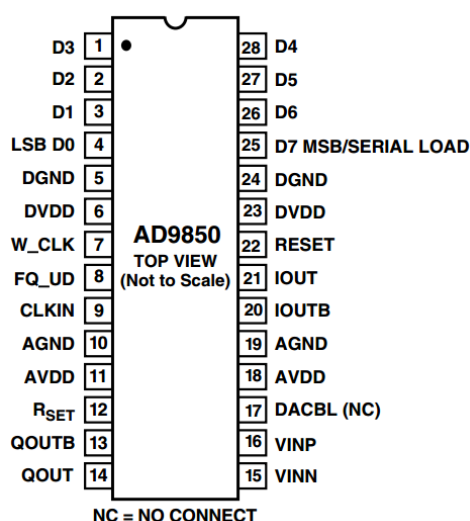 D3 1 28 D4
D2 2 27 D5
D1 3 26 D6
LSB D0 4 25 D7 MSB/SERIAL LOAD
DGND 5 24 DGND
DVDD 6 23 DVDD
W_CLK 7 22 RESET
FQ_UD 8 21 IOUT
CLKIN 9 20 IOUTB
AGND 10 19 AGND
AVDD 11 18 AVDD
RSET 12 17 DACBL (NC)
QOUTB 13 16 VINP
QOUT 14 15 VINN
AD9850
TOP VIEW
(Not to Scale)
NC = NO CONNECT